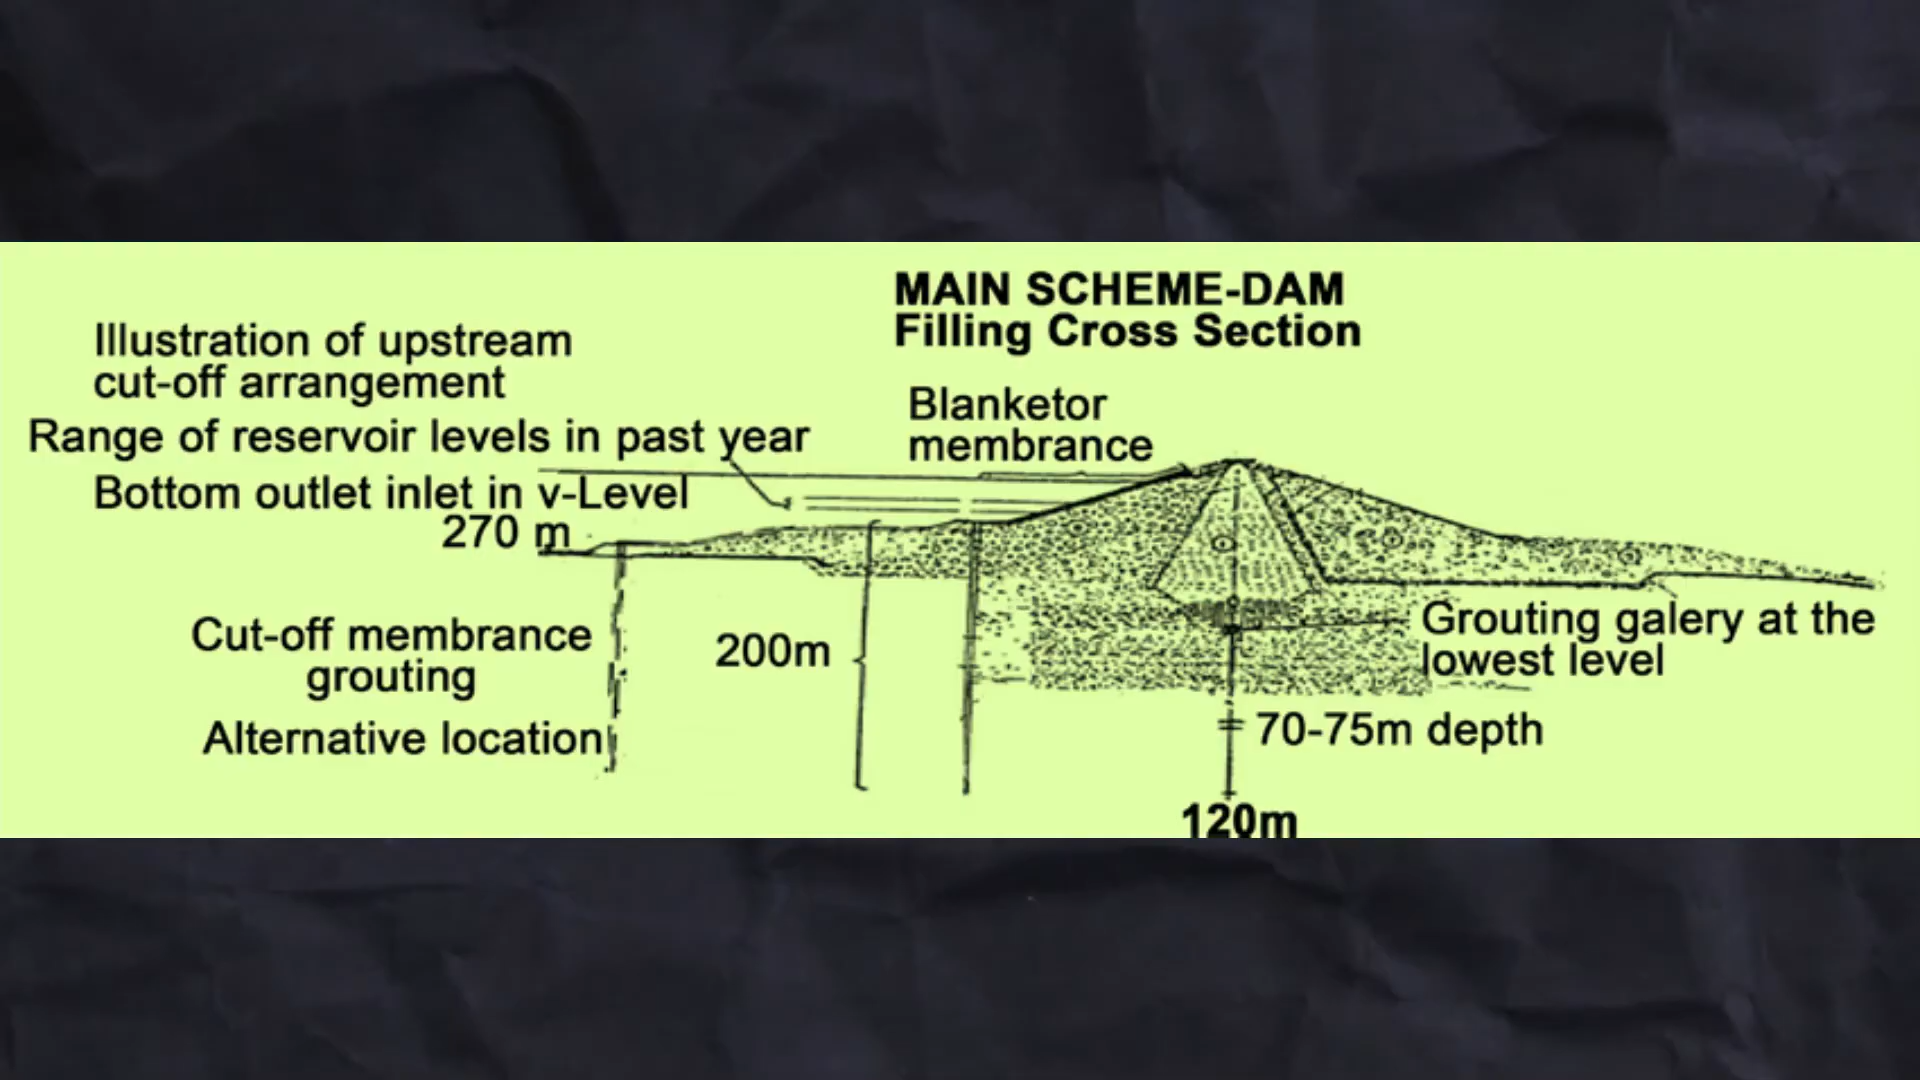 MAIN SCHEME-DAM
Filling Cross Section
Illustration of upstream
cut-off arrangement
Blanketor
membrance
Range of reservoir levels in past year
Bottom outlet inlet in v-Level
270 m
Cut-off membrance
grouting
200m
Grouting galery at the
lowest level
Alternative location
70-75m depth
120m